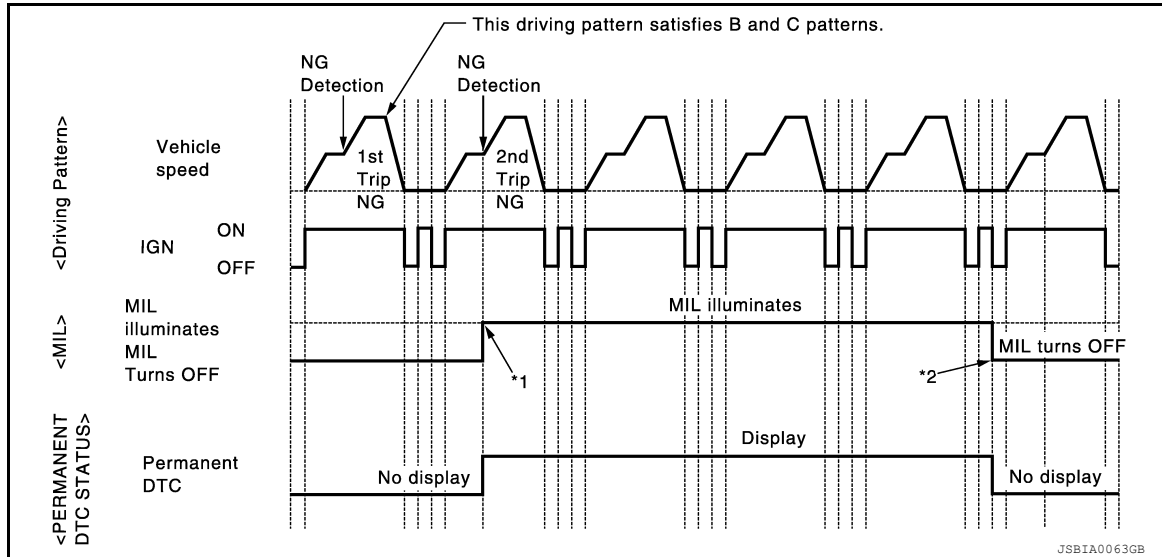 This driving pattern satisfies B and C patterns.
NG
Detection
NG
Detection
<Driving Pattern>
Vehicle
speed
1st
Trip
NG
2nd
Trip
NG
IGN
ON
OFF
<MIL>
MIL
illuminates
MIL
Turns OFF
MIL illuminates
*1
*2
MIL turns OFF
<PERMANENT
DTC STATUS>
Permanent
DTC
No display
Display
No display
JSBIA0063GB